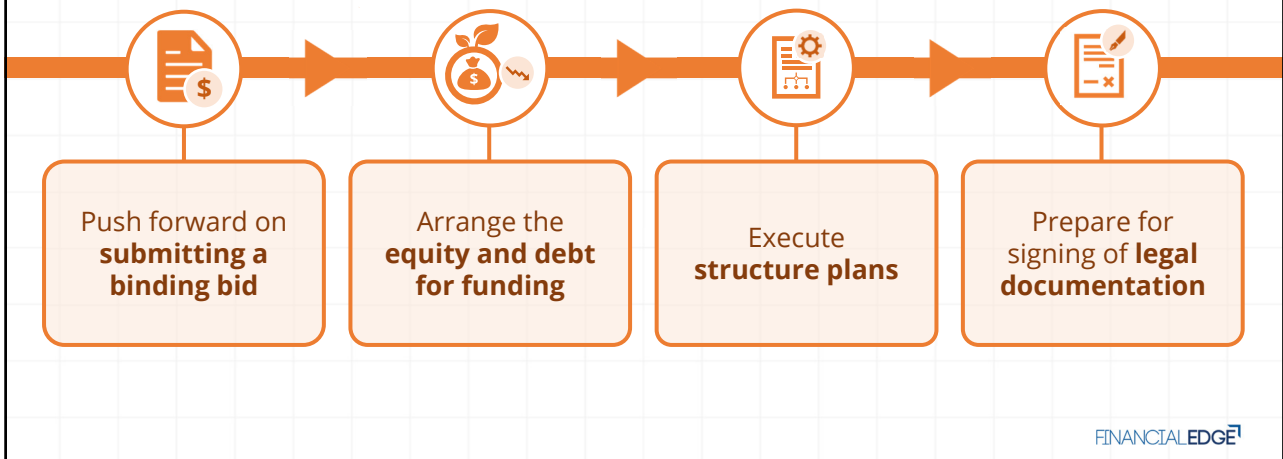 $
$
Push forward on
submitting a
binding bid
Arrange the
equity and debt
for funding
Execute
structure plans
Prepare for
signing of legal
documentation
FINANCIALEDGE